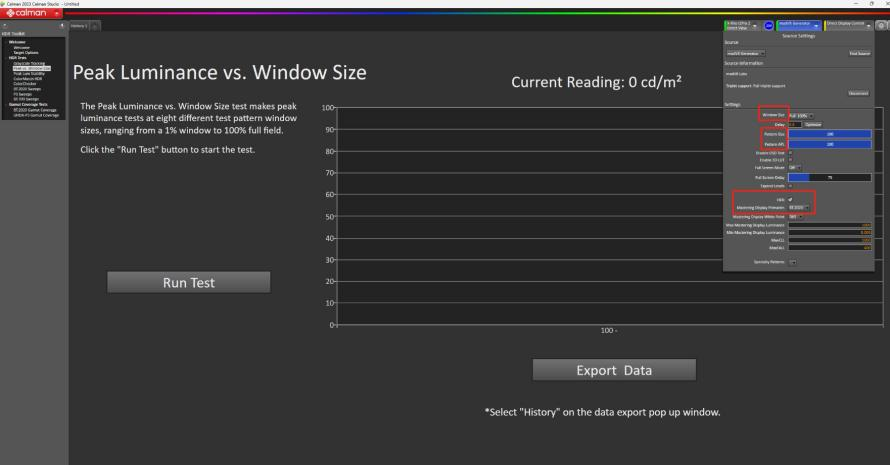 Calman 2023 Calman Studio - Untitled
calman
History 1
HDR Toolkit
Welcome
Welcome
Target Options
HDR Tests
Grayscale Tracking
Peak vs. Window Size
Peak Lum Stability
ColorMatch HDR
ColorChecker
BT.2020 Sweeps
P3 Sweeps
BT.709 Sweeps
Gamut Coverage Tests
BT.2020 Gamut Coverage
UHDA-P3 Gamut Coverage
Peak Luminance vs. Window Size
The Peak Luminance vs. Window Size test makes peak
luminance tests at eight different test pattern window
sizes, ranging from a 1% window to 100% full field.
Click the "Run Test" button to start the test.
Run Test
Current Reading: 0 cd/m²
100
90
80
70
60
50
40
30
20
10
0
100 -
Export Data
*Select "History" on the data export pop up window.
Direct View
madVR Generator
Direct Display Control
Source Settings
Source
madVR Generator
Find Source
Source Information
madVR Labs
Triplet support: Full triplet support
Disconnect
Settings
Window Size Full 100%
Delay Optimize
Pattern Size 100
Pattern APL 100
Disable OSD Text
Enable 3D LUT
Full Screen Mode Off
Full Screen Delay 75
Expand Levels
HDR
Mastering Display Primaries BT.2020
Mastering Display White Point D65
Max Mastering Display Luminance 1000
Min Mastering Display Luminance
MaxCLL 1000
MaxFALL 400
Specialty Patterns